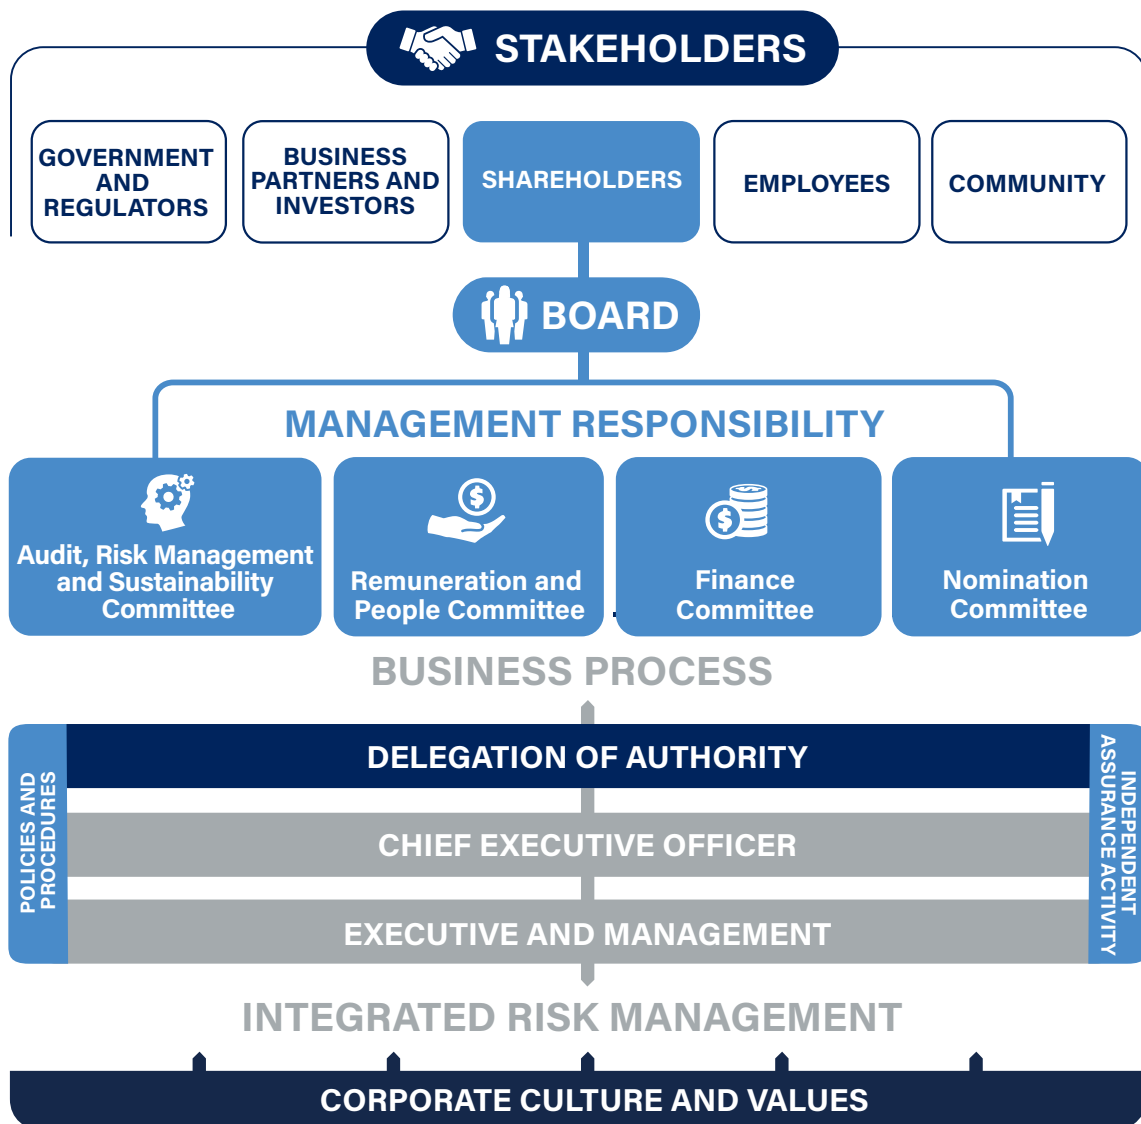 STAKEHOLDERS
GOVERNMENT
AND
REGULATORS
BUSINESS
PARTNERS AND
INVESTORS
SHAREHOLDERS
EMPLOYEES
COMMUNITY
BOARD
MANAGEMENT RESPONSIBILITY
Audit, Risk Management
and Sustainability
Committee
Remuneration and
People Committee
Finance
Committee
Nomination
Committee
BUSINESS PROCESS
POLICIES AND
PROCEDURES
DELEGATION OF AUTHORITY
CHIEF EXECUTIVE OFFICER
EXECUTIVE AND MANAGEMENT
INDEPENDENT
ASSURANCE ACTIVITY
INTEGRATED RISK MANAGEMENT
CORPORATE CULTURE AND VALUES